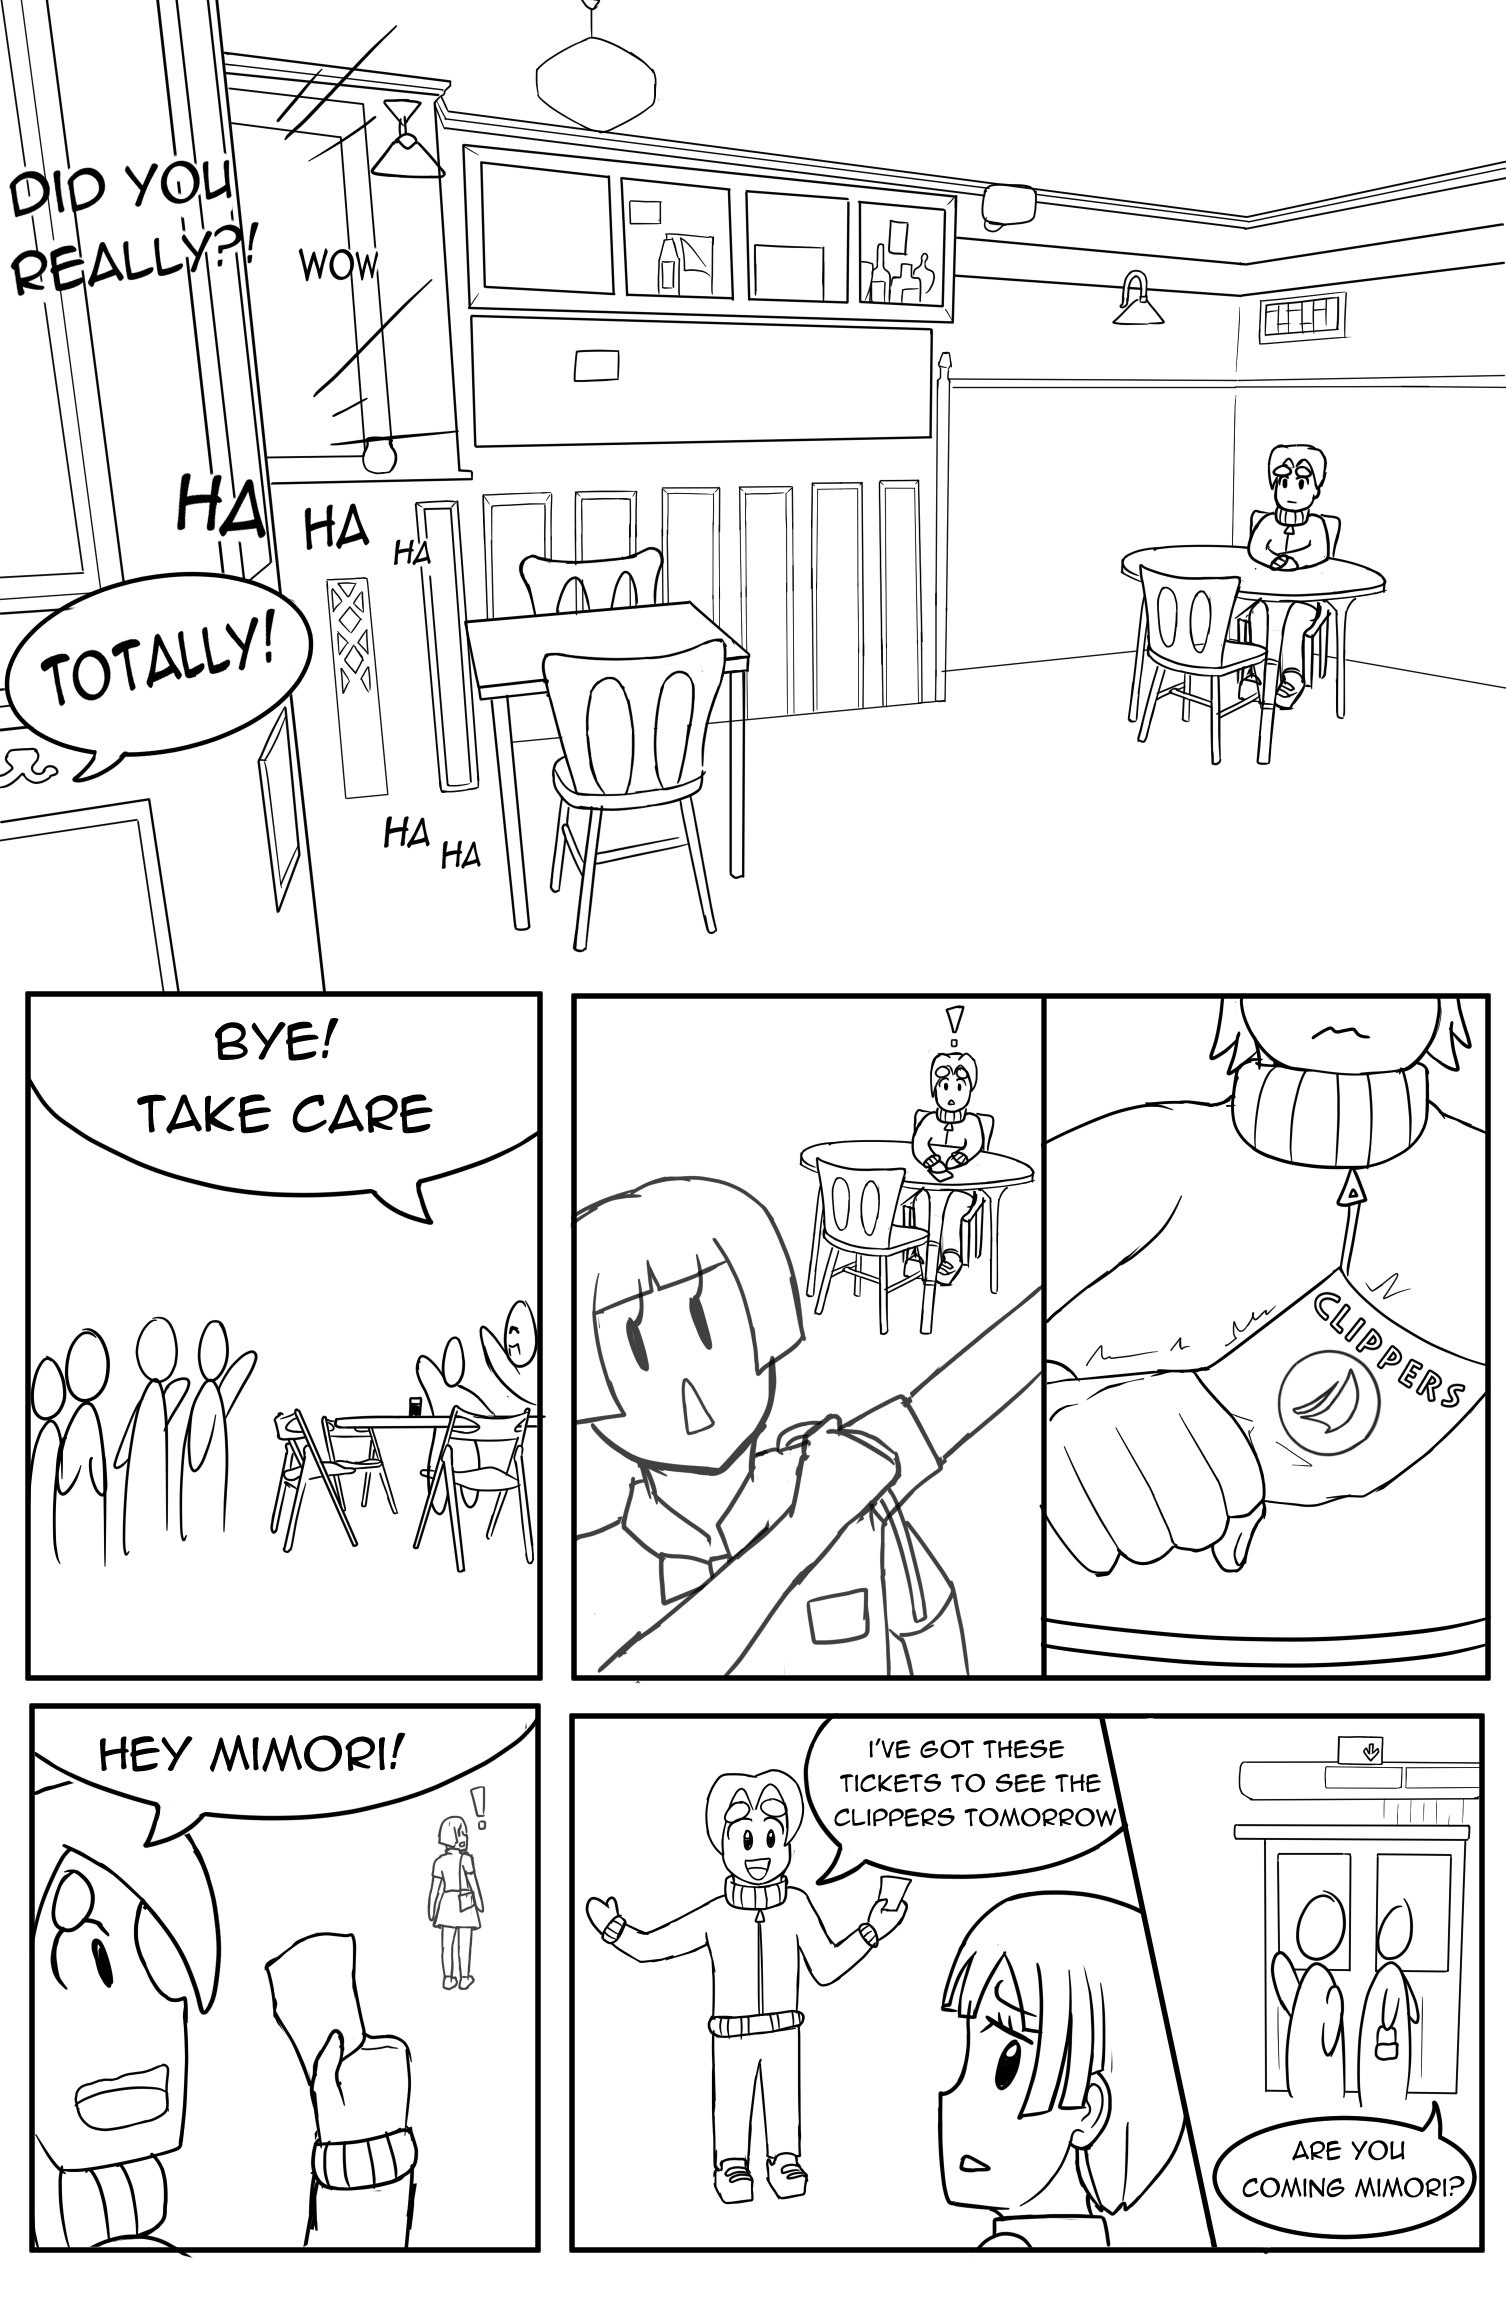 DID YOU
REALLY?!
WOW
HA
HA
HA
TOTALLY!
HA
HA
BYE!
TAKE CARE
!
CLIPPERS
HEY MIMORI!
!
I'VE GOT THESE
TICKETS TO SEE THE
CLIPPERS TOMORROW
ARE YOU
COMING MIMORI?